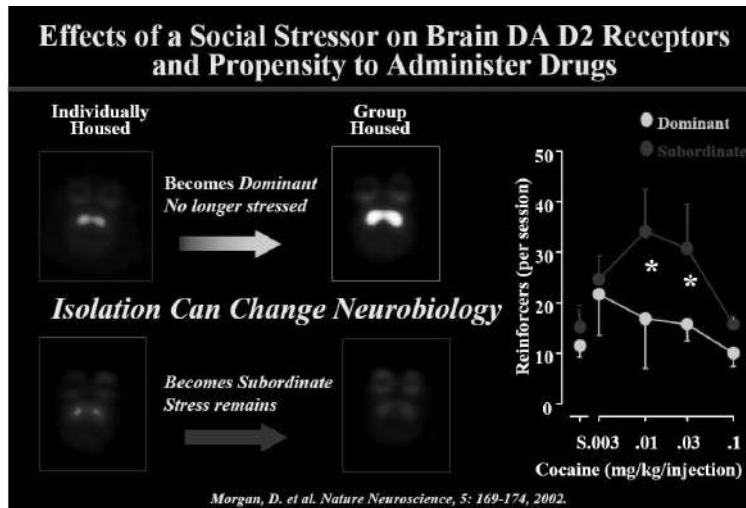 Effects of a Social Stressor on Brain DA D2 Receptors
and Propensity to Administer Drugs
Individually
Housed
Group
Housed
Becomes Dominant
No longer stressed
Isolation Can Change Neurobiology
Becomes Subordinate
Stress remains
Dominant
Subordinate
Reinforcers (per session)
50
40
30
20
10
0
*
*
S.003 .01 .03 .1
Cocaine (mg/kg/injection)
Morgan, D. et al. Nature Neuroscience, 5: 169-174, 2002.